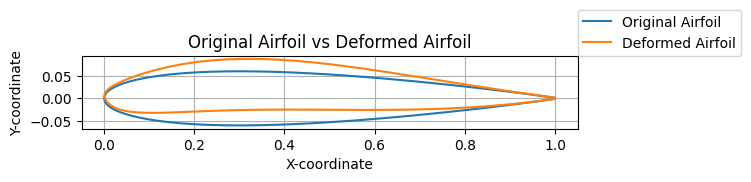 Original Airfoil vs Deformed Airfoil
Original Airfoil
Deformed Airfoil
Y-coordinate
0.05
0.00
−0.05
0.0 0.2 0.4 0.6 0.8 1.0
X-coordinate